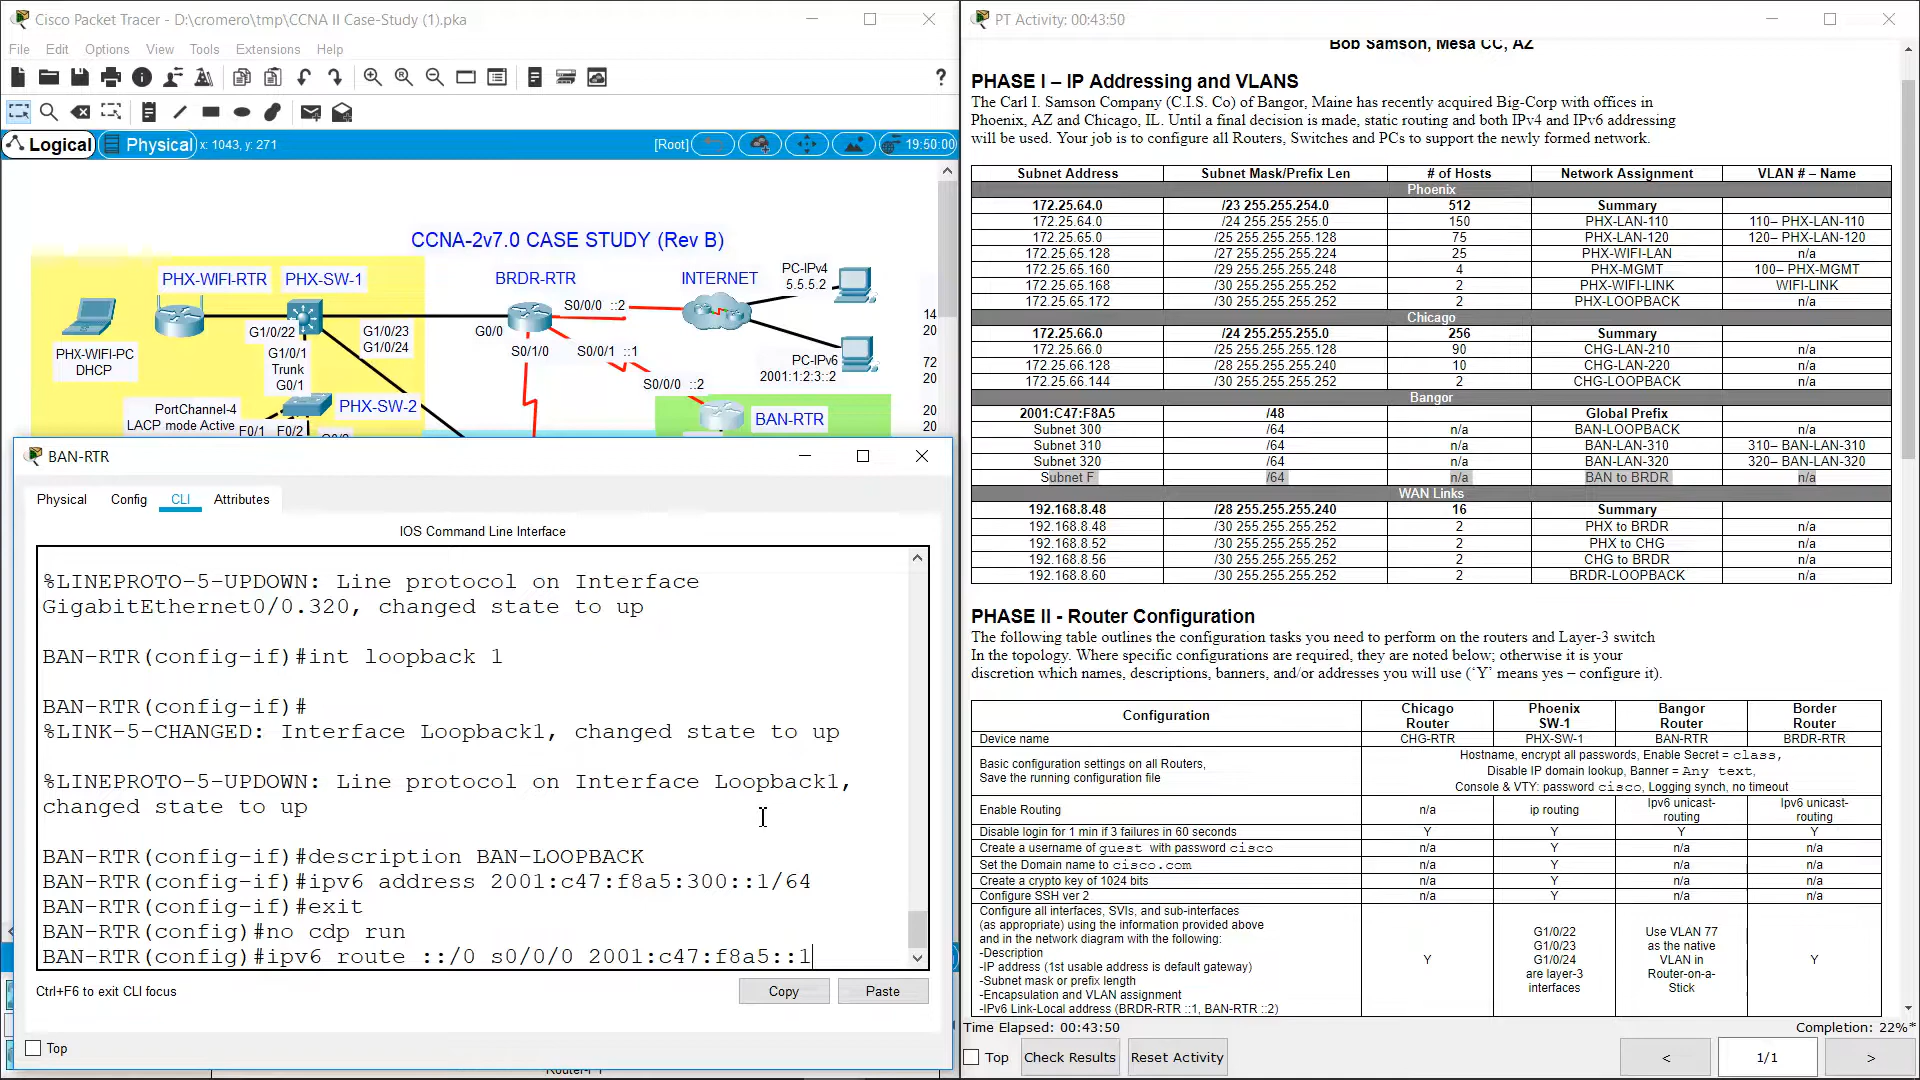 Cisco Packet Tracer - D:\cromero\tmp\CCNA II Case-Study (1).pka
File Edit Options View Tools Extensions Help
?
Logical Physical x: 1043, y: 271 [Root] 19:50:00
CCNA-2v7.0 CASE STUDY (Rev B)
PHX-WIFI-RTR PHX-SW-1 BRDR-RTR INTERNET
PC-IPv4
5.5.5.2
S0/0/0 ::2
G1/0/22
G1/0/23
G1/0/24
G0/0
S0/1/0
S0/0/1 ::1
14
20
PHX-WIFI-PC
DHCP
G1/0/1
Trunk
G0/1
PC-IPv6
2001:1:2:3::2
72
20
S0/0/0 ::2
PHX-SW-2
PortChannel-4
LACP mode Active
F0/1 F0/2
BAN-RTR
20
20
BAN-RTR
Physical Config CLI Attributes
IOS Command Line Interface
%LINEPROTO-5-UPDOWN: Line protocol on Interface
GigabitEthernet0/0.320, changed state to up
BAN-RTR(config-if)#int loopback 1
BAN-RTR(config-if)#
%LINK-5-CHANGED: Interface Loopback1, changed state to up
%LINEPROTO-5-UPDOWN: Line protocol on Interface Loopback1,
changed state to up
BAN-RTR(config-if)#description BAN-LOOPBACK
BAN-RTR(config-if)#ipv6 address 2001:c47:f8a5:300::1/64
BAN-RTR(config-if)#exit
BAN-RTR(config)#no cdp run
BAN-RTR(config)#ipv6 route ::/0 s0/0/0 2001:c47:f8a5::1
Ctrl+F6 to exit CLI focus
Copy Paste
Top
PT Activity: 00:43:50
Bob Samson, Mesa CC, AZ
PHASE I – IP Addressing and VLANS
The Carl I. Samson Company (C.I.S. Co) of Bangor, Maine has recently acquired Big-Corp with offices in
Phoenix, AZ and Chicago, IL. Until a final decision is made, static routing and both IPv4 and IPv6 addressing
will be used. Your job is to configure all Routers, Switches and PCs to support the newly formed network.
Subnet Address Subnet Mask/Prefix Len # of Hosts Network Assignment VLAN # – Name
Phoenix
172.25.64.0 /23 255.255.254.0 512 Summary
172.25.64.0 /24 255.255.255.0 150 PHX-LAN-110 110– PHX-LAN-110
172.25.65.0 /25 255.255.255.128 75 PHX-LAN-120 120– PHX-LAN-120
172.25.65.128 /27 255.255.255.224 25 PHX-WIFI-LAN n/a
172.25.65.160 /29 255.255.255.248 4 PHX-MGMT 100– PHX-MGMT
172.25.65.168 /30 255.255.255.252 2 PHX-WIFI-LINK WIFI-LINK
172.25.65.172 /30 255.255.255.252 2 PHX-LOOPBACK n/a
Chicago
172.25.66.0 /24 255.255.255.0 256 Summary
172.25.66.0 /25 255.255.255.128 90 CHG-LAN-210 n/a
172.25.66.128 /28 255.255.255.240 10 CHG-LAN-220 n/a
172.25.66.144 /30 255.255.255.252 2 CHG-LOOPBACK n/a
Bangor
2001:C47:F8A5 /48 Global Prefix
Subnet 300 /64 n/a BAN-LOOPBACK n/a
Subnet 310 /64 n/a BAN-LAN-310 310– BAN-LAN-310
Subnet 320 /64 n/a BAN-LAN-320 320– BAN-LAN-320
Subnet F /64 n/a BAN to BRDR n/a
WAN Links
192.168.8.48 /28 255.255.255.240 16 Summary
192.168.8.48 /30 255.255.255.252 2 PHX to BRDR n/a
192.168.8.52 /30 255.255.255.252 2 PHX to CHG n/a
192.168.8.56 /30 255.255.255.252 2 CHG to BRDR n/a
192.168.8.60 /30 255.255.255.252 2 BRDR-LOOPBACK n/a
PHASE II - Router Configuration
The following table outlines the configuration tasks you need to perform on the routers and Layer-3 switch
In the topology. Where specific configurations are required, they are noted below; otherwise it is your
discretion which names, descriptions, banners, and/or addresses you will use (‘Y’ means yes – configure it).
Configuration Chicago Router Phoenix SW-1 Bangor Router Border Router
Device name CHG-RTR PHX-SW-1 BAN-RTR BRDR-RTR
Basic configuration settings on all Routers,
Save the running configuration file
Hostname, encrypt all passwords, Enable Secret = class,
Disable IP domain lookup, Banner = Any text,
Console & VTY: password cisco, Logging synch, no timeout
Enable Routing n/a ip routing Ipv6 unicast-routing Ipv6 unicast-routing
Disable login for 1 min if 3 failures in 60 seconds Y Y Y Y
Create a username of guest with password cisco n/a Y n/a n/a
Set the Domain name to cisco.com n/a Y n/a n/a
Create a crypto key of 1024 bits n/a Y n/a n/a
Configure SSH ver 2 n/a Y n/a n/a
Configure all interfaces, SVIs, and sub-interfaces
(as appropriate) using the information provided above
and in the network diagram with the following:
-Description
-IP address (1st usable address is default gateway)
-Subnet mask or prefix length
-Encapsulation and VLAN assignment
-IPv6 Link-Local address (BRDR-RTR ::1, BAN-RTR ::2)
Y
G1/0/22
G1/0/23
G1/0/24
are layer-3
interfaces
Use VLAN 77
as the native
VLAN in
Router-on-a-
Stick
Y
Time Elapsed: 00:43:50 Completion: 22%*
Top Check Results Reset Activity < 1/1 >